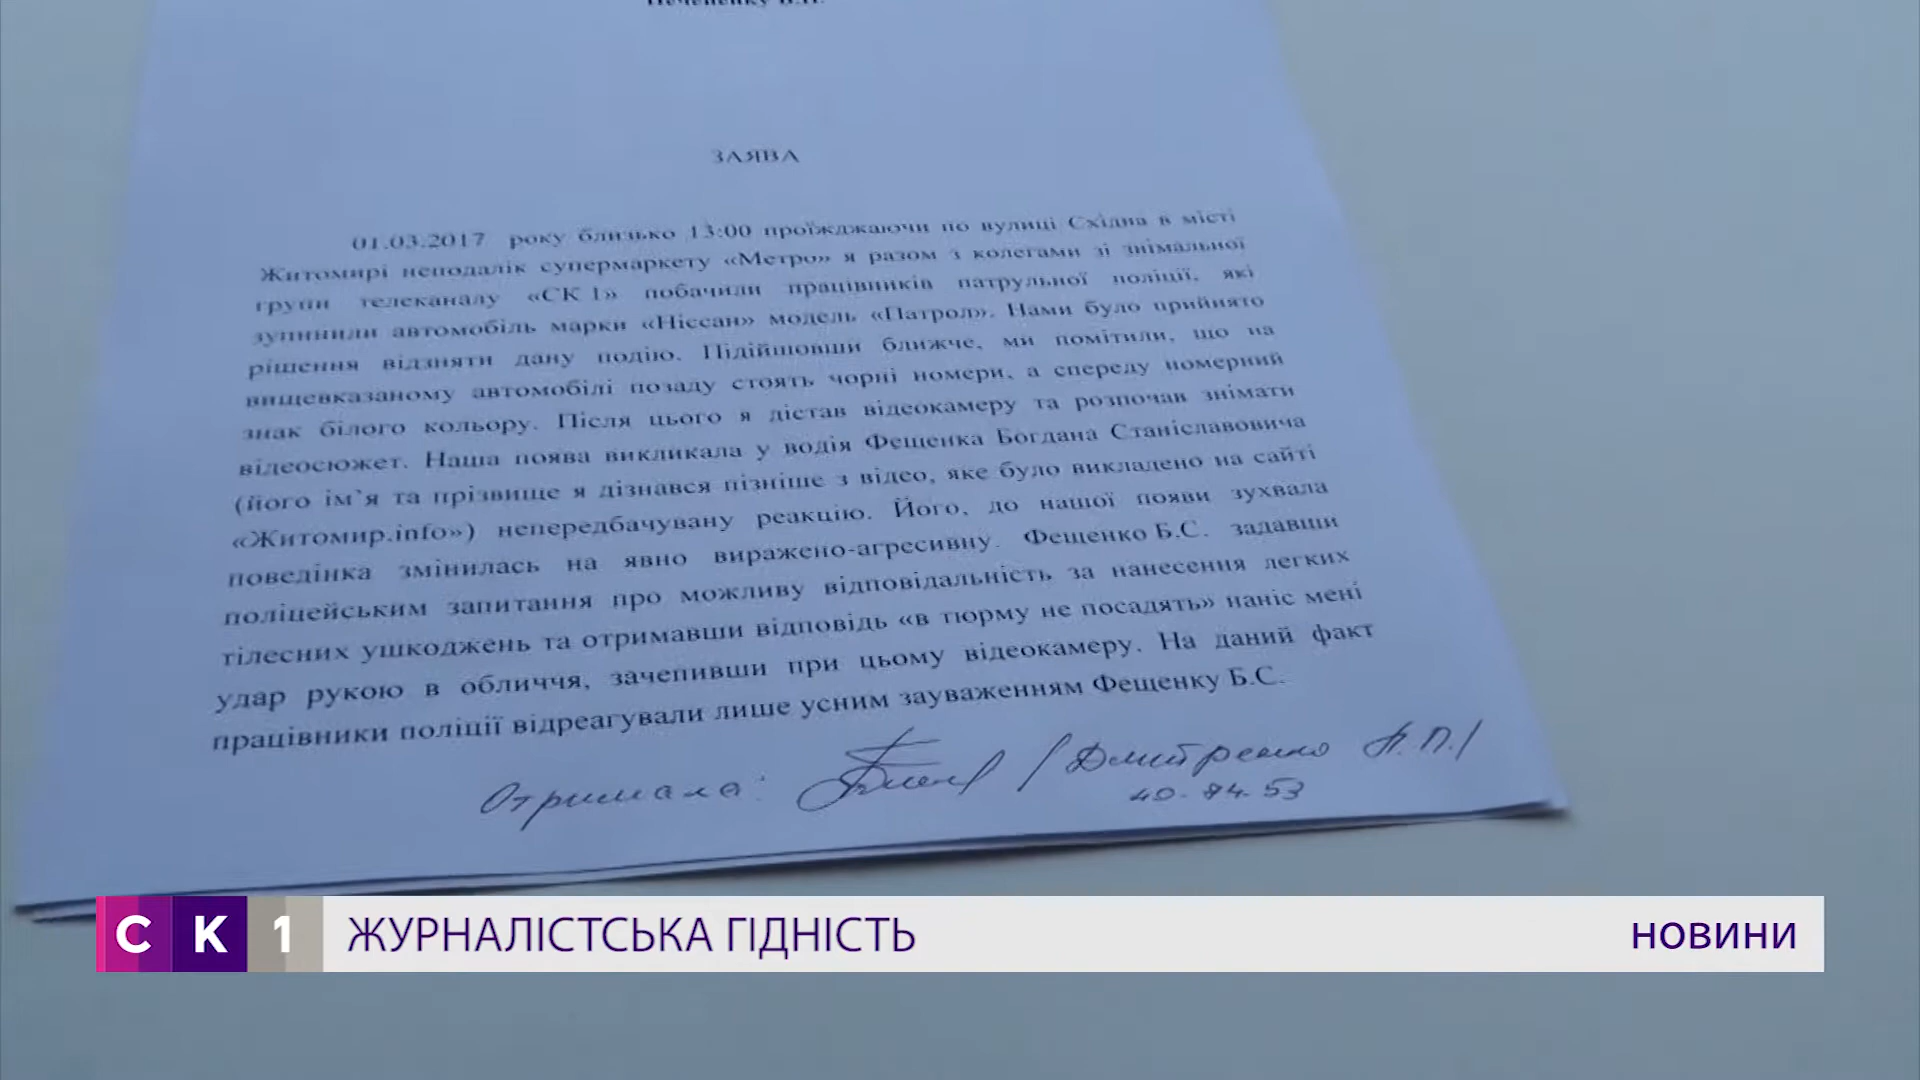 ЗАЯВА
01.03.2017 року близько 13:00 проїжджаючи по вулиці Східна в місті
Житомирі неподалік супермаркету «Метро» я разом з колегами зі знімальної
групи телеканалу «СК 1» побачили працівників патрульної поліції, які
зупинили автомобіль марки «Ніссан» модель «Патрол». Нами було прийнято
рішення відзняти дану подію. Підійшовши ближче, ми помітили, що на
вищевказаному автомобілі позаду стоять чорні номери, а спереду номерний
знак білого кольору. Після цього я дістав відеокамеру та розпочав знімати
відеосюжет. Наша поява викликала у водія Фещенка Богдана Станіславовича
(його ім`я та прізвище я дізнався пізніше з відео, яке було викладено на сайті
«Житомир.info») непередбачувану реакцію. Його, до нашої появи зухвала
поведінка змінилась на явно виражено-агресивну. Фещенко Б.С. задавши
поліцейським запитання про можливу відповідальність за нанесення легких
тілесних ушкоджень та отримавши відповідь «в тюрму не посадять» наніс мені
удар рукою в обличчя, зачепивши при цьому відеокамеру. На даний факт
працівники поліції відреагували лише усним зауваженням Фещенку Б.С.
Отримала: /Дмитренко П.П./
СК1 ЖУРНАЛІСТСЬКА ГІДНІСТЬ НОВИНИ